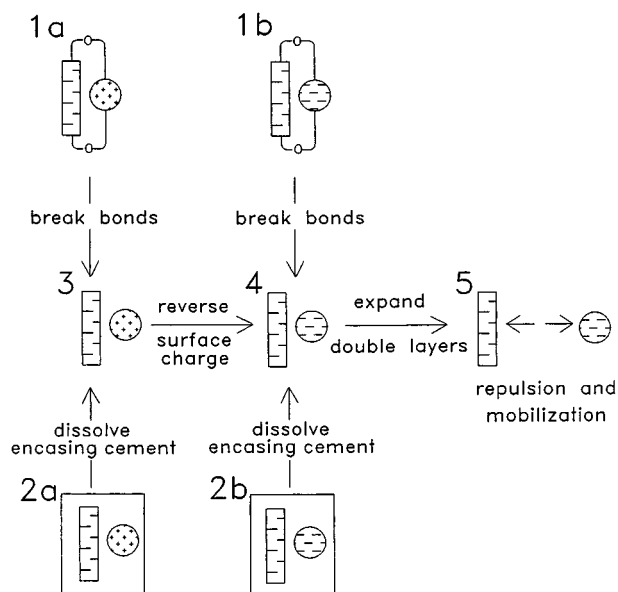 1a
1b
break bonds
break bonds
3
4
5
reverse
surface
charge
expand
double layers
repulsion and
mobilization
dissolve
encasing cement
dissolve
encasing cement
2a
2b